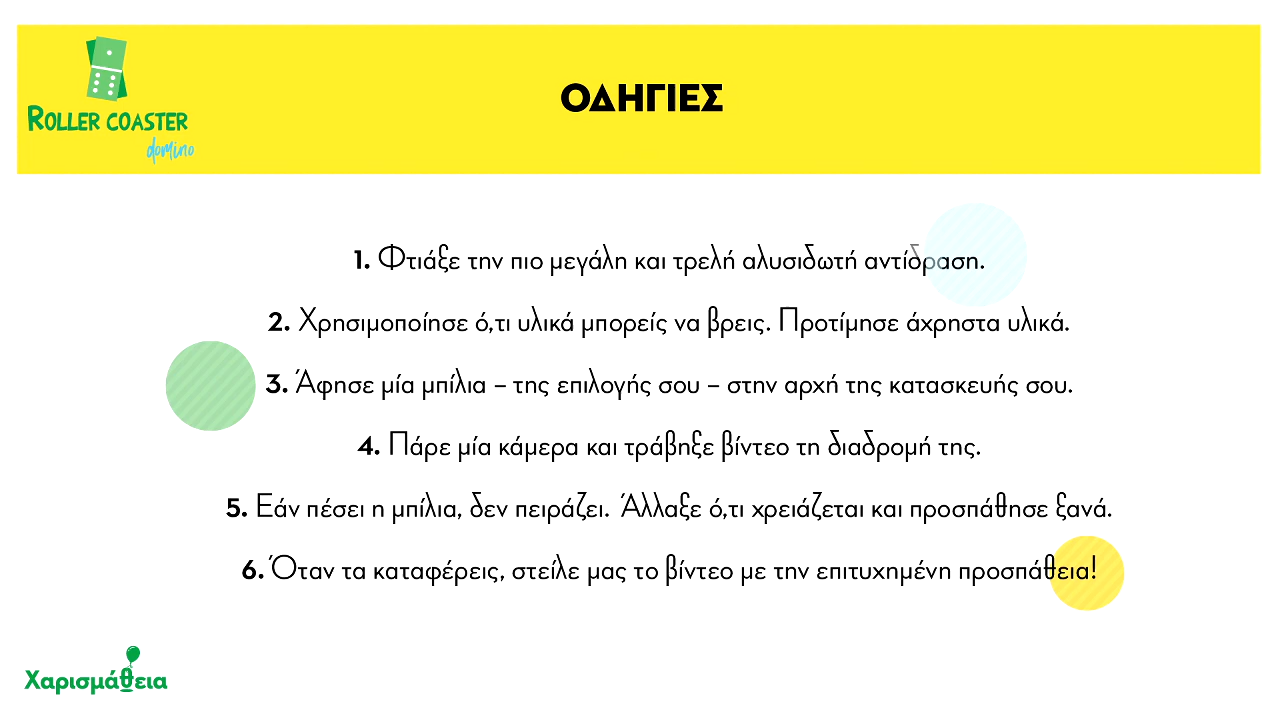 ROLLER COASTER
domino
ΟΔΗΓΙΕΣ
1. Φτιάξε την πιο μεγάλη και τρελή αλυσιδωτή αντίδραση.
2. Χρησιμοποίησε ό,τι υλικά μπορείς να βρεις. Προτίμησε άχρηστα υλικά.
3. Άφησε μία μπίλια – της επιλογής σου – στην αρχή της κατασκευής σου.
4. Πάρε μία κάμερα και τράβηξε βίντεο τη διαδρομή της.
5. Εάν πέσει η μπίλια, δεν πειράζει. Άλλαξε ό,τι χρειάζεται και προσπάθησε ξανά.
6. Όταν τα καταφέρεις, στείλε μας το βίντεο με την επιτυχημένη προσπάθεια!
Χαρισμάθεια